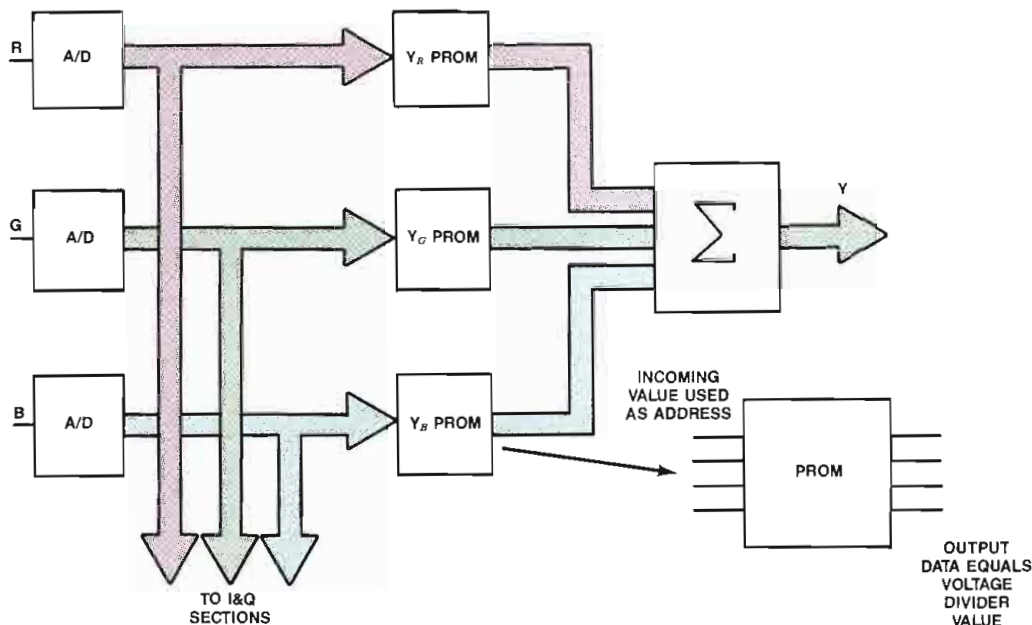 R
A/D
Y_R PROM
G
A/D
Y_G PROM
Σ
Y
B
A/D
Y_B PROM
INCOMING
VALUE USED
AS ADDRESS
PROM
TO I&Q
SECTIONS
OUTPUT
DATA EQUALS
VOLTAGE
DIVIDER
VALUE